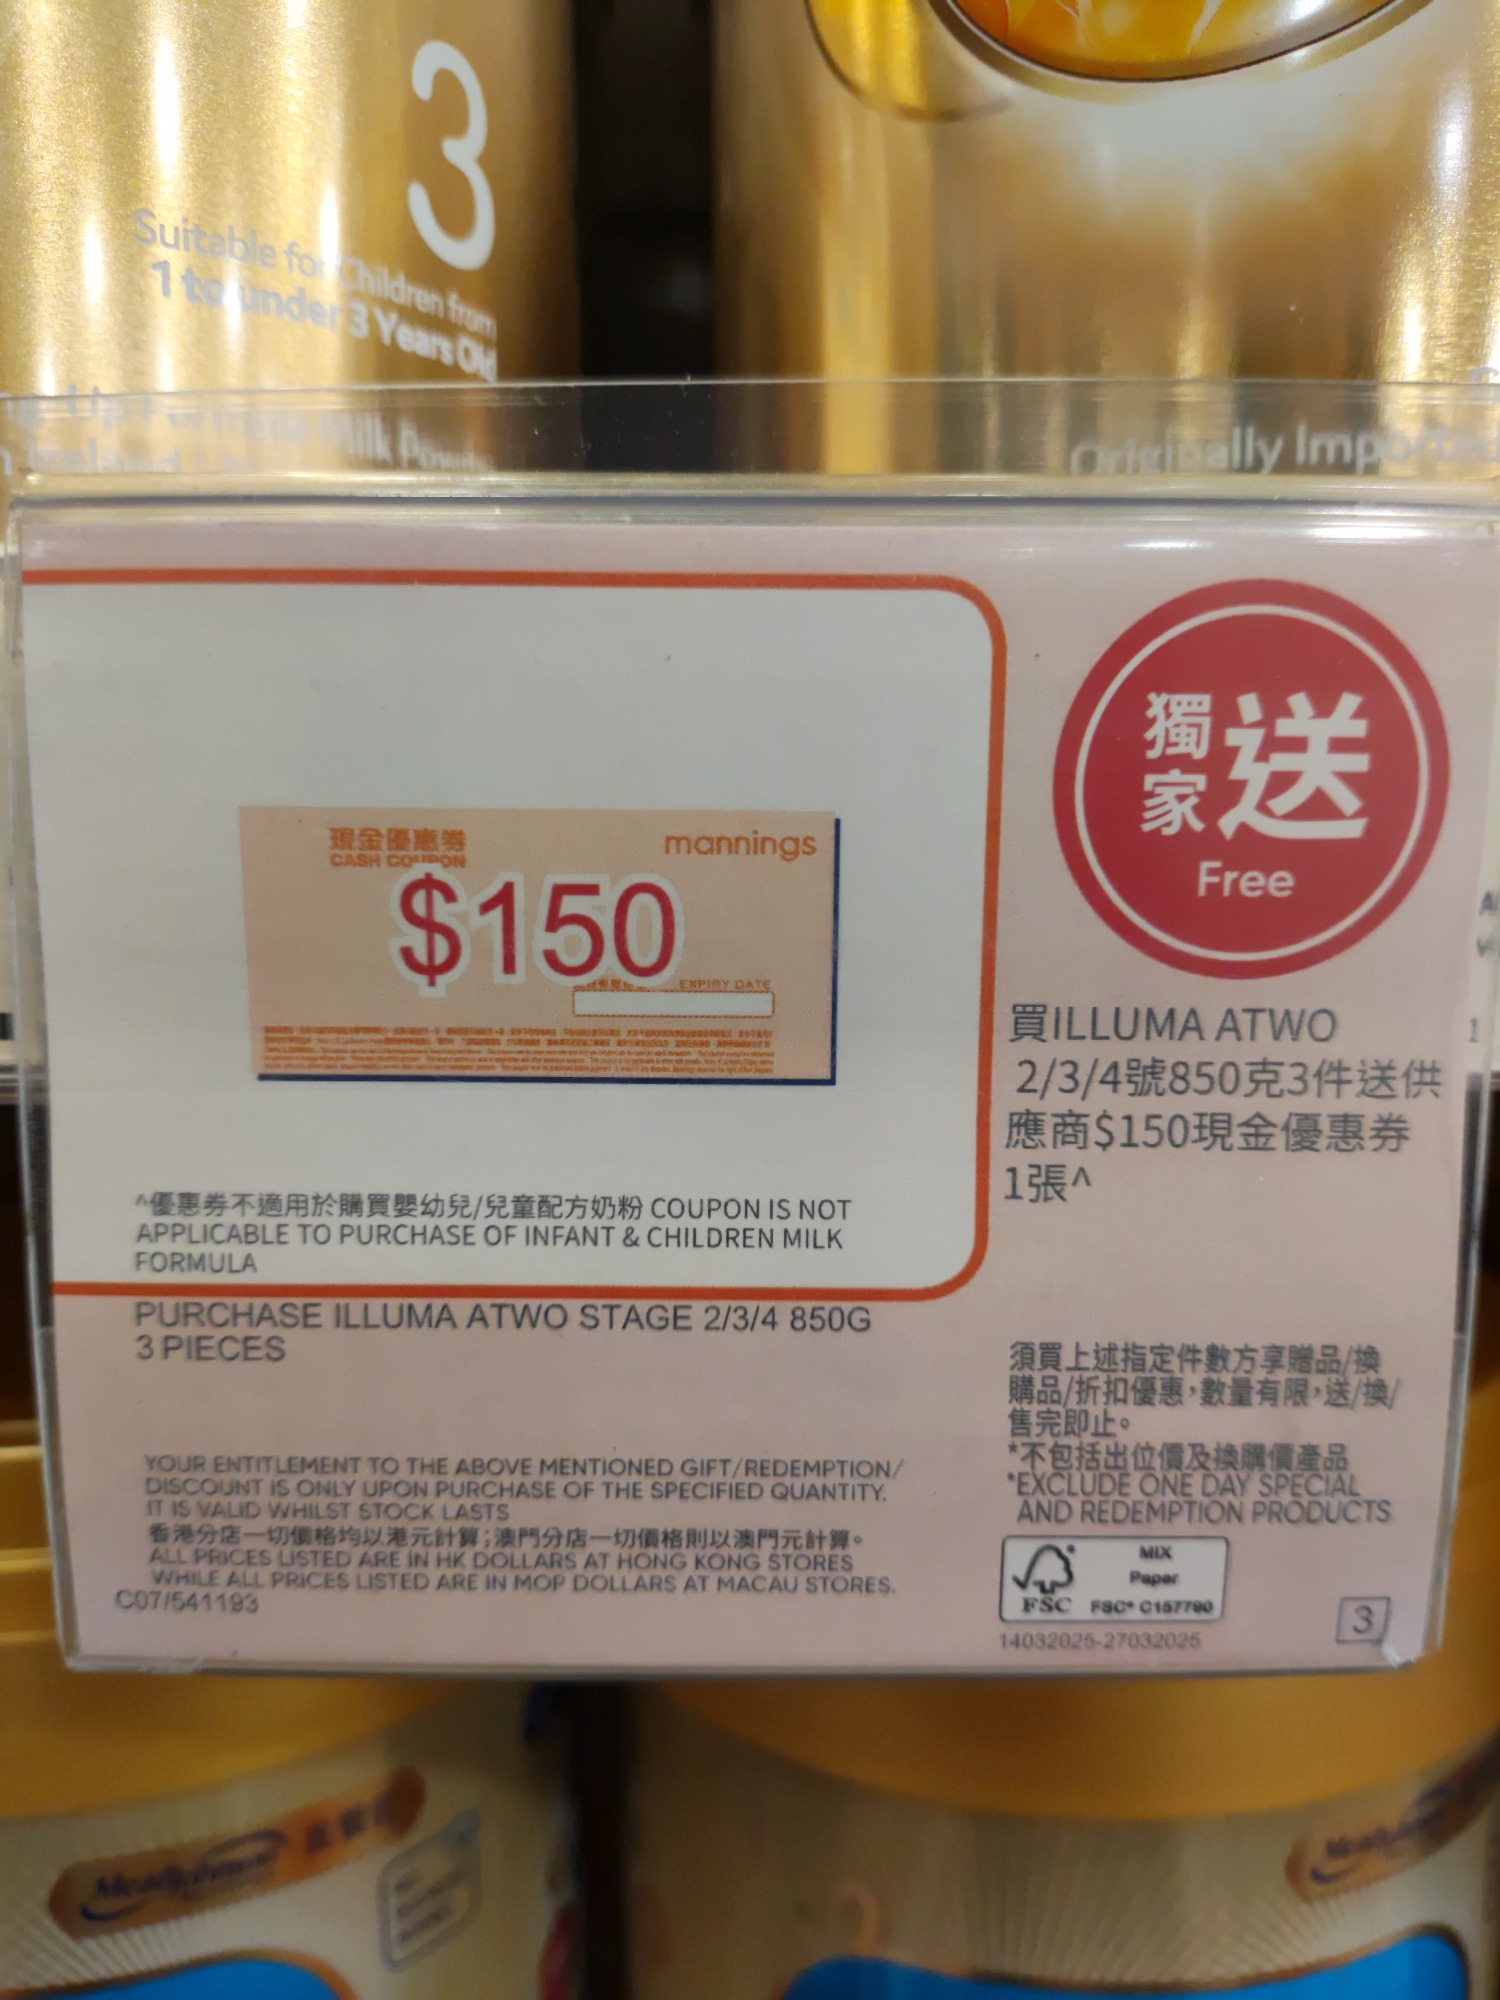 3
Suitable for Children from
1 to under 3 Years Old
Up Formula Milk Powder
Originally Imported
獨家
送
Free
現金優惠券
CASH COUPON
mannings
$150
EXPIRY DATE
買ILLUMA ATWO
2/3/4號850克3件送供
應商$150現金優惠券
1張^
^優惠券不適用於購買嬰幼兒/兒童配方奶粉 COUPON IS NOT
APPLICABLE TO PURCHASE OF INFANT & CHILDREN MILK
FORMULA
PURCHASE ILLUMA ATWO STAGE 2/3/4 850G
3 PIECES
須買上述指定件數方享贈品/換
購品/折扣優惠,數量有限,送/換/
售完即止。
*不包括出位價及換購價產品
*EXCLUDE ONE DAY SPECIAL
AND REDEMPTION PRODUCTS
YOUR ENTITLEMENT TO THE ABOVE MENTIONED GIFT/REDEMPTION/
DISCOUNT IS ONLY UPON PURCHASE OF THE SPECIFIED QUANTITY.
IT IS VALID WHILST STOCK LASTS
香港分店一切價格均以港元計算;澳門分店一切價格則以澳門元計算。
ALL PRICES LISTED ARE IN HK DOLLARS AT HONG KONG STORES
WHILE ALL PRICES LISTED ARE IN MOP DOLLARS AT MACAU STORES.
C07/541193
FSC
MIX
Paper
FSC® C157790
14032025-27032025
3
MeadJohnson